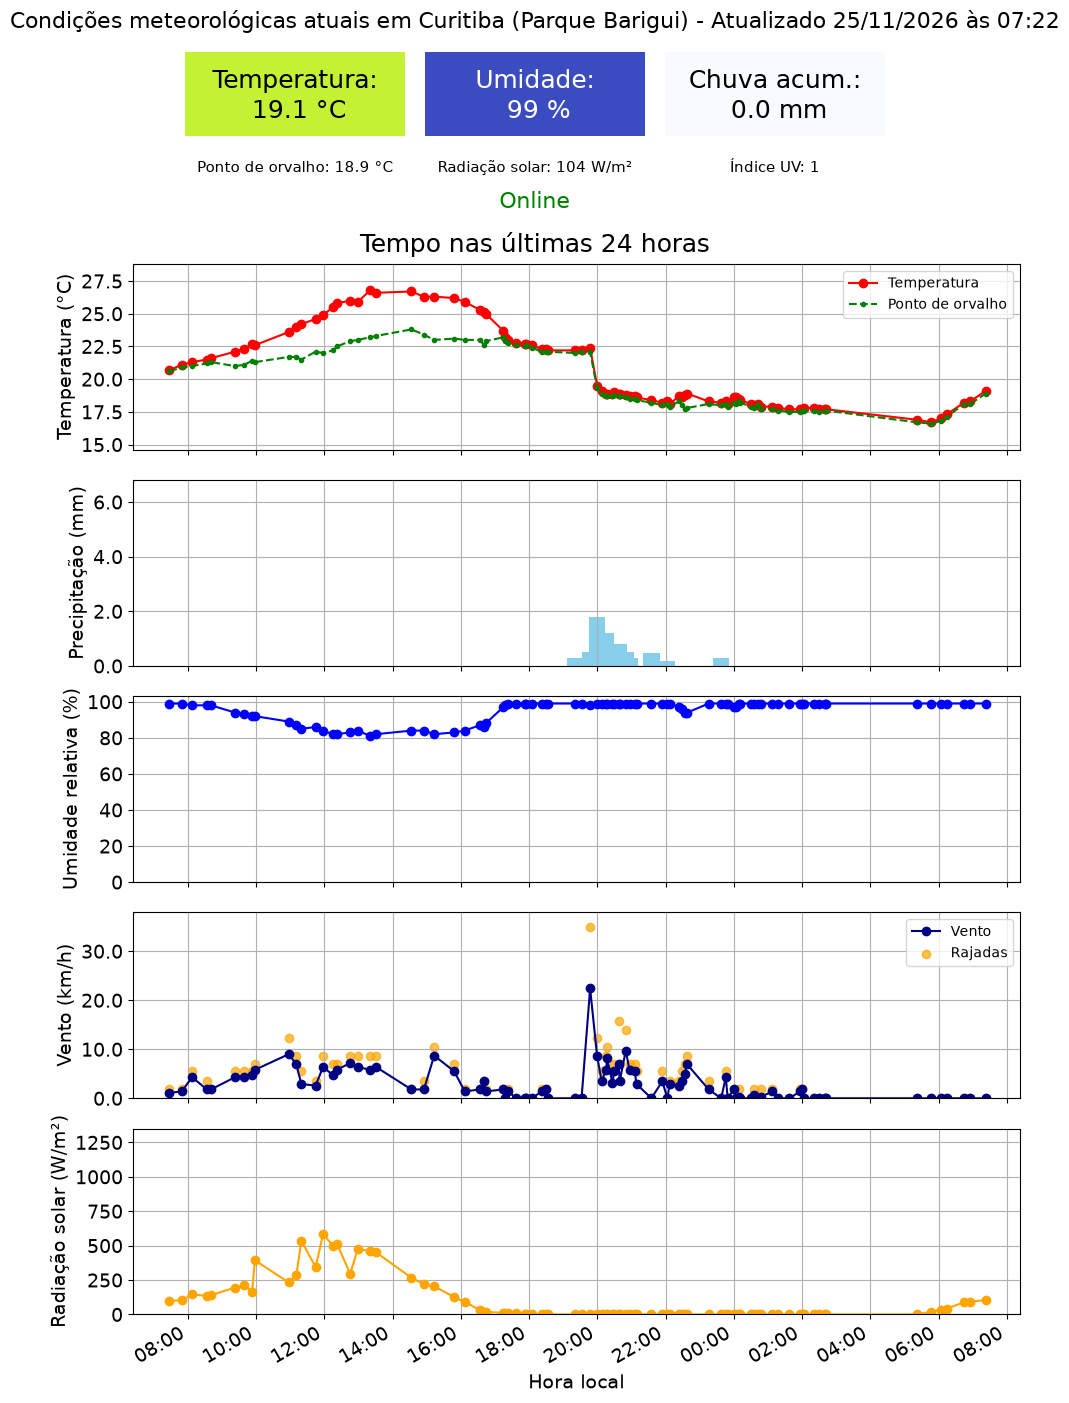 Condições meteorológicas atuais em Curitiba (Parque Barigui) - Atualizado 25/11/2026 às 07:22
Temperatura:
19.1 °C
Umidade:
99 %
Chuva acum.:
0.0 mm
Ponto de orvalho: 18.9 °C
Radiação solar: 104 W/m²
Índice UV: 1
Online
Tempo nas últimas 24 horas
Temperatura (°C)
27.5
25.0
22.5
20.0
17.5
15.0
Temperatura
Ponto de orvalho
Precipitação (mm)
6.0
4.0
2.0
0.0
Umidade relativa (%)
100
80
60
40
20
0
Vento (km/h)
30.0
20.0
10.0
0.0
Vento
Rajadas
Radiação solar (W/m²)
1250
1000
750
500
250
0
08:00
10:00
12:00
14:00
16:00
18:00
20:00
22:00
00:00
02:00
04:00
06:00
08:00
Hora local